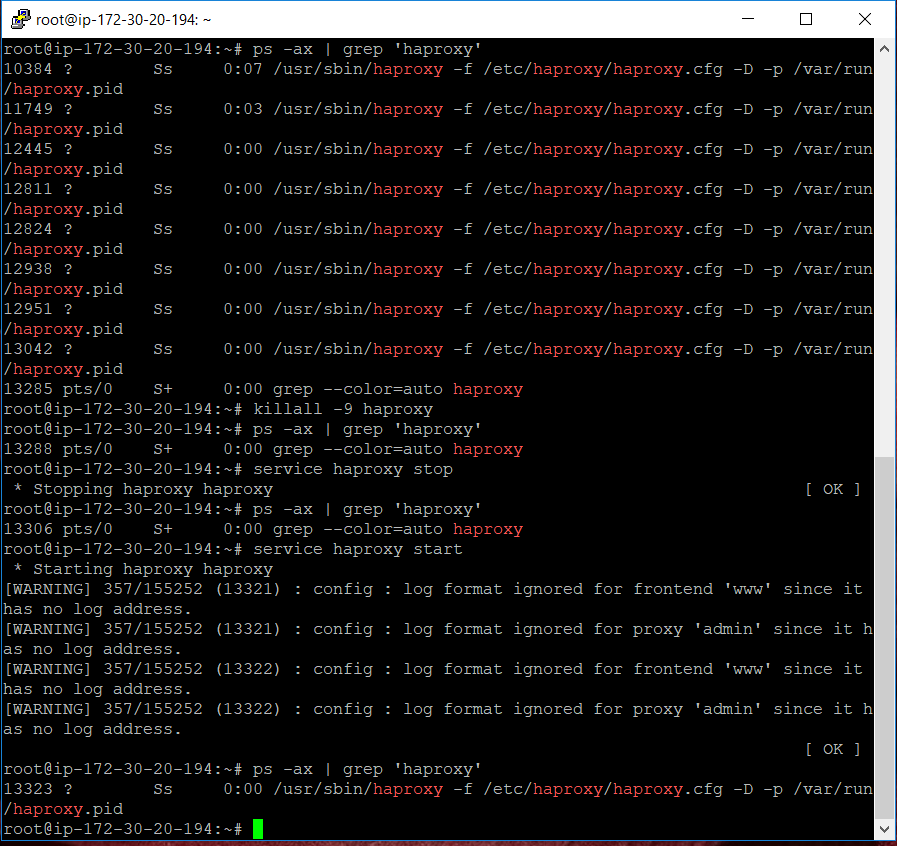 root@ip-172-30-20-194: ~
root@ip-172-30-20-194:~# ps -ax | grep 'haproxy'
10384 ?        Ss     0:07 /usr/sbin/haproxy -f /etc/haproxy/haproxy.cfg -D -p /var/run
/haproxy.pid
11749 ?        Ss     0:03 /usr/sbin/haproxy -f /etc/haproxy/haproxy.cfg -D -p /var/run
/haproxy.pid
12445 ?        Ss     0:00 /usr/sbin/haproxy -f /etc/haproxy/haproxy.cfg -D -p /var/run
/haproxy.pid
12811 ?        Ss     0:00 /usr/sbin/haproxy -f /etc/haproxy/haproxy.cfg -D -p /var/run
/haproxy.pid
12824 ?        Ss     0:00 /usr/sbin/haproxy -f /etc/haproxy/haproxy.cfg -D -p /var/run
/haproxy.pid
12938 ?        Ss     0:00 /usr/sbin/haproxy -f /etc/haproxy/haproxy.cfg -D -p /var/run
/haproxy.pid
12951 ?        Ss     0:00 /usr/sbin/haproxy -f /etc/haproxy/haproxy.cfg -D -p /var/run
/haproxy.pid
13042 ?        Ss     0:00 /usr/sbin/haproxy -f /etc/haproxy/haproxy.cfg -D -p /var/run
/haproxy.pid
13285 pts/0    S+     0:00 grep --color=auto haproxy
root@ip-172-30-20-194:~# killall -9 haproxy
root@ip-172-30-20-194:~# ps -ax | grep 'haproxy'
13288 pts/0    S+     0:00 grep --color=auto haproxy
root@ip-172-30-20-194:~# service haproxy stop
 * Stopping haproxy haproxy                                                     [ OK ]
root@ip-172-30-20-194:~# ps -ax | grep 'haproxy'
13306 pts/0    S+     0:00 grep --color=auto haproxy
root@ip-172-30-20-194:~# service haproxy start
 * Starting haproxy haproxy
[WARNING] 357/155252 (13321) : config : log format ignored for frontend 'www' since it
has no log address.
[WARNING] 357/155252 (13321) : config : log format ignored for proxy 'admin' since it h
as no log address.
[WARNING] 357/155252 (13322) : config : log format ignored for frontend 'www' since it
has no log address.
[WARNING] 357/155252 (13322) : config : log format ignored for proxy 'admin' since it h
as no log address.
                                                                                [ OK ]
root@ip-172-30-20-194:~# ps -ax | grep 'haproxy'
13323 ?        Ss     0:00 /usr/sbin/haproxy -f /etc/haproxy/haproxy.cfg -D -p /var/run
/haproxy.pid
root@ip-172-30-20-194:~#